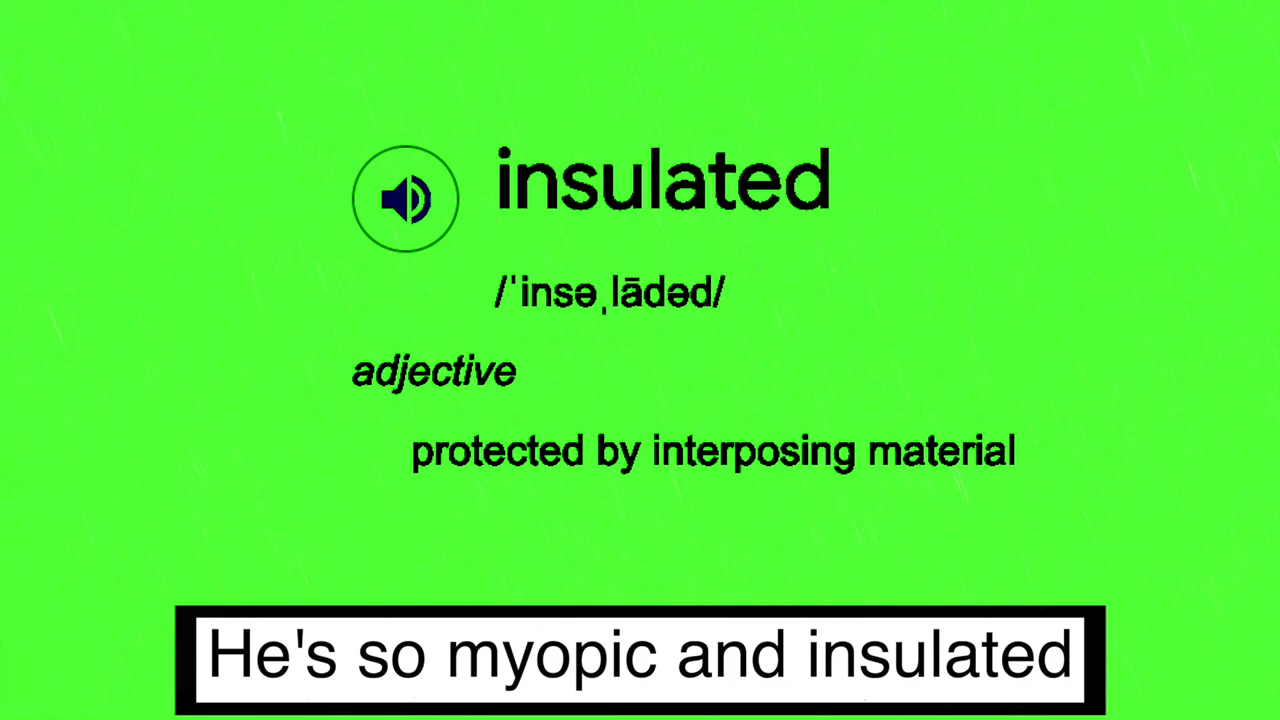 insulated
/ˈinsəˌlādəd/
adjective
protected by interposing material
He's so myopic and insulated